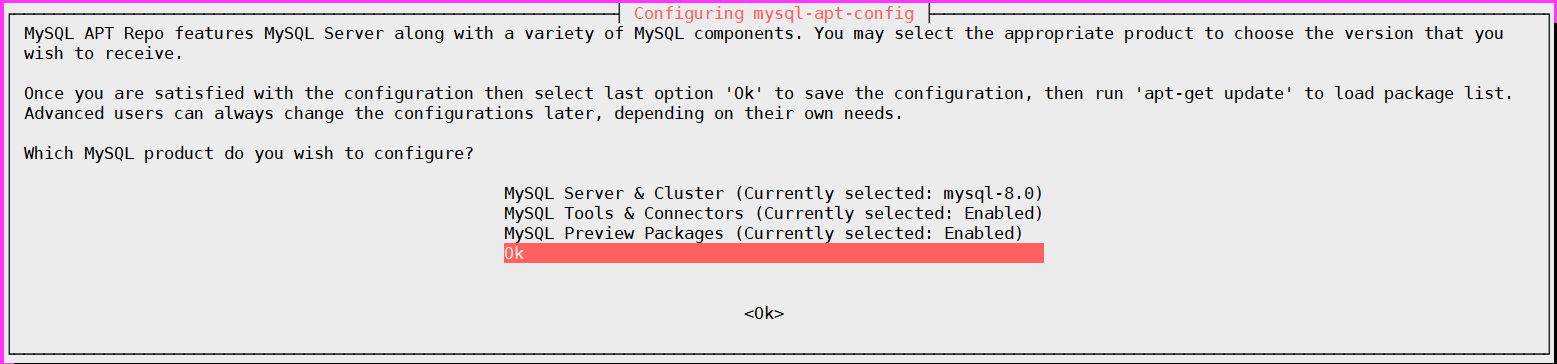 Configuring mysql-apt-config
MySQL APT Repo features MySQL Server along with a variety of MySQL components. You may select the appropriate product to choose the version that you
wish to receive.
Once you are satisfied with the configuration then select last option 'Ok' to save the configuration, then run 'apt-get update' to load package list.
Advanced users can always change the configurations later, depending on their own needs.
Which MySQL product do you wish to configure?
MySQL Server & Cluster (Currently selected: mysql-8.0)
MySQL Tools & Connectors (Currently selected: Enabled)
MySQL Preview Packages (Currently selected: Enabled)
Ok
<Ok>